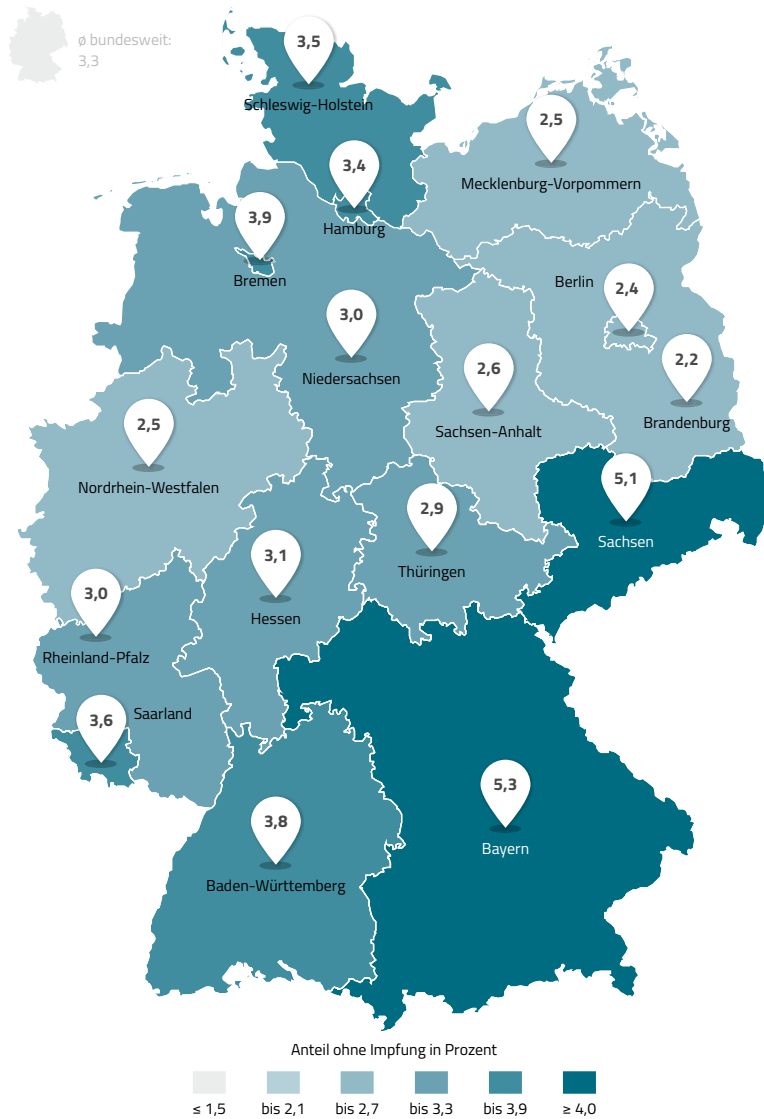 ø bundesweit:
3,3
3,5
Schleswig-Holstein
2,5
Mecklenburg-Vorpommern
3,4
Hamburg
3,9
Bremen
Berlin
2,4
3,0
Niedersachsen
2,6
Sachsen-Anhalt
2,2
Brandenburg
2,5
Nordrhein-Westfalen
5,1
Sachsen
2,9
Thüringen
3,1
Hessen
3,0
Rheinland-Pfalz
3,6
Saarland
5,3
Bayern
3,8
Baden-Württemberg
Anteil ohne Impfung in Prozent
≤ 1,5 bis 2,1 bis 2,7 bis 3,3 bis 3,9 ≥ 4,0